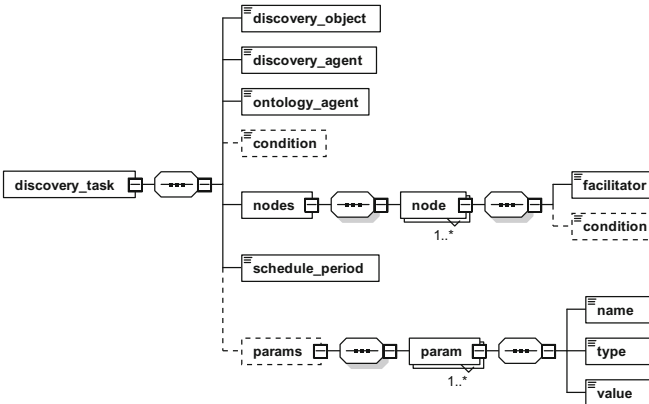 discovery_object
discovery_agent
ontology_agent
condition
discovery_task
nodes
node
1..*
facilitator
condition
schedule_period
params
param
1..*
name
type
value